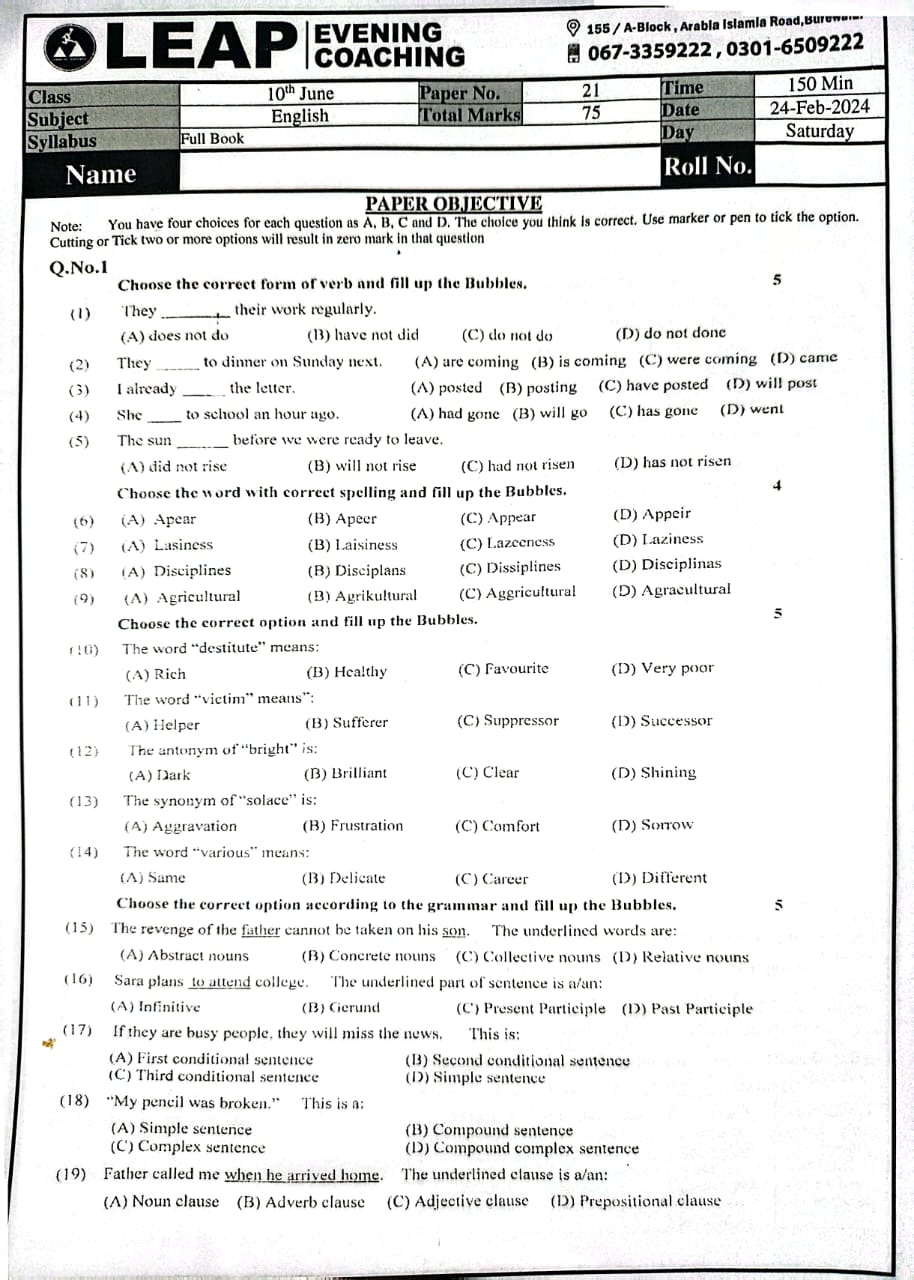 LEAP EVENING COACHING
155 / A-Block, Arabia Islamia Road,
067-3359222, 0301-6509222
Class 10th June Paper No. 21 Time 150 Min
Subject English Total Marks 75 Date 24-Feb-2024
Syllabus Full Book Day Saturday
Name Roll No.
PAPER OBJECTIVE
Note: You have four choices for each question as A, B, C and D. The choice you think is correct. Use marker or pen to tick the option.
Cutting or Tick two or more options will result in zero mark in that question
Q.No.1
Choose the correct form of verb and fill up the Bubbles. 5
(1) They ________ their work regularly.
(A) does not do (B) have not did (C) do not do (D) do not done
(2) They _____ to dinner on Sunday next. (A) are coming (B) is coming (C) were coming (D) came
(3) I already _____ the letter. (A) posted (B) posting (C) have posted (D) will post
(4) She ____ to school an hour ago. (A) had gone (B) will go (C) has gone (D) went
(5) The sun ______ before we were ready to leave.
(A) did not rise (B) will not rise (C) had not risen (D) has not risen
Choose the word with correct spelling and fill up the Bubbles. 4
(6) (A) Apear (B) Apeer (C) Appear (D) Appeir
(7) (A) Lasiness (B) Laisiness (C) Lazeeness (D) Laziness
(8) (A) Disciplines (B) Disciplans (C) Dissiplines (D) Disciplinas
(9) (A) Agricultural (B) Agrikultural (C) Aggricultural (D) Agracultural
Choose the correct option and fill up the Bubbles. 5
(10) The word "destitute" means:
(A) Rich (B) Healthy (C) Favourite (D) Very poor
(11) The word "victim" means":
(A) Helper (B) Sufferer (C) Suppressor (D) Successor
(12) The antonym of "bright" is:
(A) Dark (B) Brilliant (C) Clear (D) Shining
(13) The synonym of "solace" is:
(A) Aggravation (B) Frustration (C) Comfort (D) Sorrow
(14) The word "various" means:
(A) Same (B) Delicate (C) Career (D) Different
Choose the correct option according to the grammar and fill up the Bubbles. 5
(15) The revenge of the father cannot be taken on his son. The underlined words are:
(A) Abstract nouns (B) Concrete nouns (C) Collective nouns (D) Relative nouns
(16) Sara plans to attend college. The underlined part of sentence is a/an:
(A) Infinitive (B) Gerund (C) Present Participle (D) Past Participle
(17) If they are busy people, they will miss the news. This is:
(A) First conditional sentence (B) Second conditional sentence
(C) Third conditional sentence (D) Simple sentence
(18) "My pencil was broken." This is a:
(A) Simple sentence (B) Compound sentence
(C) Complex sentence (D) Compound complex sentence
(19) Father called me when he arrived home. The underlined clause is a/an:
(A) Noun clause (B) Adverb clause (C) Adjective clause (D) Prepositional clause